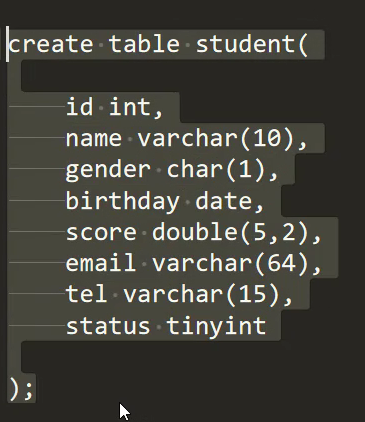 create table student(
id int,
name varchar(10),
gender char(1),
birthday date,
score double(5,2),
email varchar(64),
tel varchar(15),
status tinyint
);